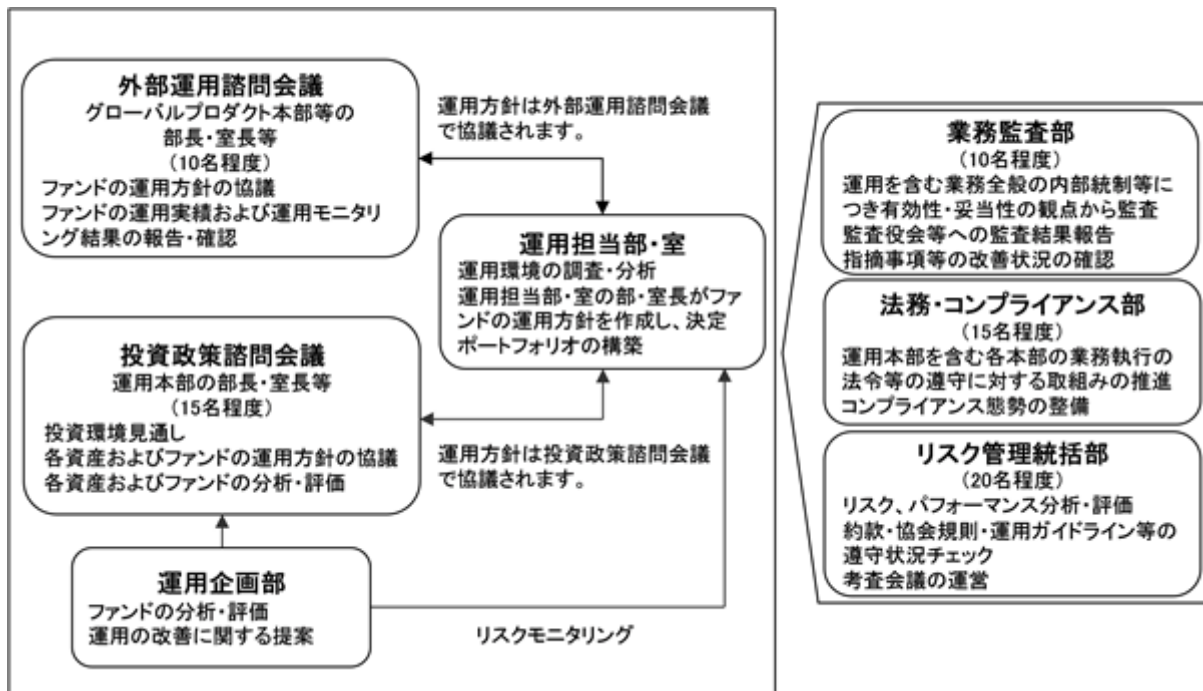 外部運用諮問会議
グローバルプロダクト本部等の
部長・室長等
(10名程度)
ファンドの運用方針の協議
ファンドの運用実績および運用モニタリ
ング結果の報告・確認
運用方針は外部運用諮問会議
で協議されます。
運用担当部・室
運用環境の調査・分析
運用担当部・室の部・室長がファ
ンドの運用方針を作成し、決定
ポートフォリオの構築
投資政策諮問会議
運用本部の部長・室長等
(15名程度)
投資環境見通し
各資産およびファンドの運用方針の協議
各資産およびファンドの分析・評価
運用方針は投資政策諮問会議
で協議されます。
運用企画部
ファンドの分析・評価
運用の改善に関する提案
リスクモニタリング
業務監査部
(10名程度)
運用を含む業務全般の内部統制等に
つき有効性・妥当性の観点から監査
監査役会等への監査結果報告
指摘事項等の改善状況の確認
法務・コンプライアンス部
(15名程度)
運用本部を含む各本部の業務執行の
法令等の遵守に対する取組みの推進
コンプライアンス態勢の整備
リスク管理統括部
(20名程度)
リスク、パフォーマンス分析・評価
約款・協会規則・運用ガイドライン等の
遵守状況チェック
考査会議の運営